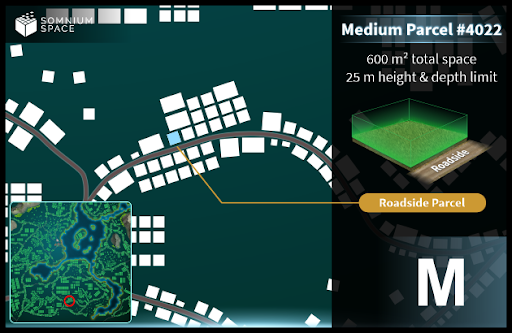 SOMNIUM
SPACE
Medium Parcel #4022
600 m² total space
25 m height & depth limit
Roadside
Roadside Parcel
M